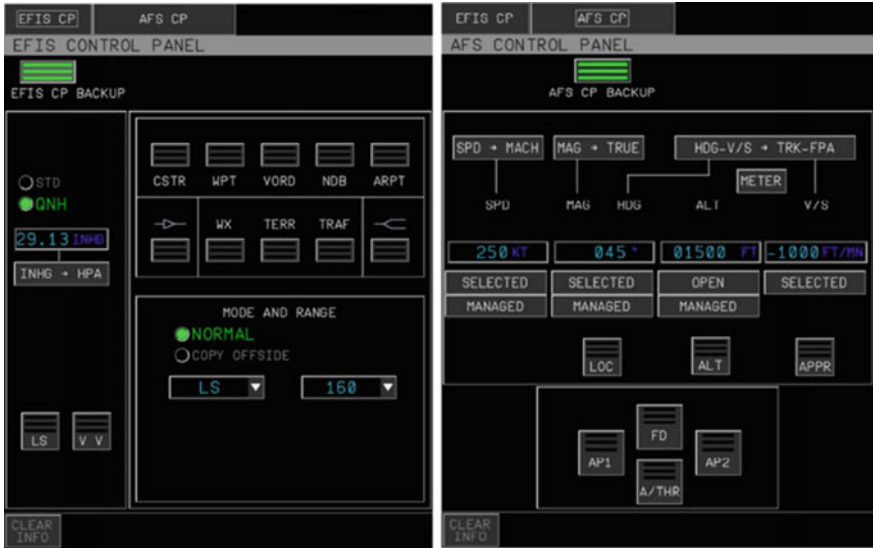 EFIS CP AFS CP
EFIS CONTROL PANEL
EFIS CP BACKUP
STD
QNH
29.13 INHG
INHG → HPA
LS V V
CSTR WPT VORD NDB ARPT
WX TERR TRAF
MODE AND RANGE
NORMAL
COPY OFFSIDE
LS 160
CLEAR
INFO
EFIS CP AFS CP
AFS CONTROL PANEL
AFS CP BACKUP
SPD → MACH MAG → TRUE HDG-V/S → TRK-FPA
METER
SPD MAG HDG ALT V/S
250 KT 045 ° 01500 FT -1000 FT/MN
SELECTED SELECTED OPEN SELECTED
MANAGED MANAGED MANAGED
LOC ALT APPR
FD
AP1 AP2
A/THR
CLEAR
INFO